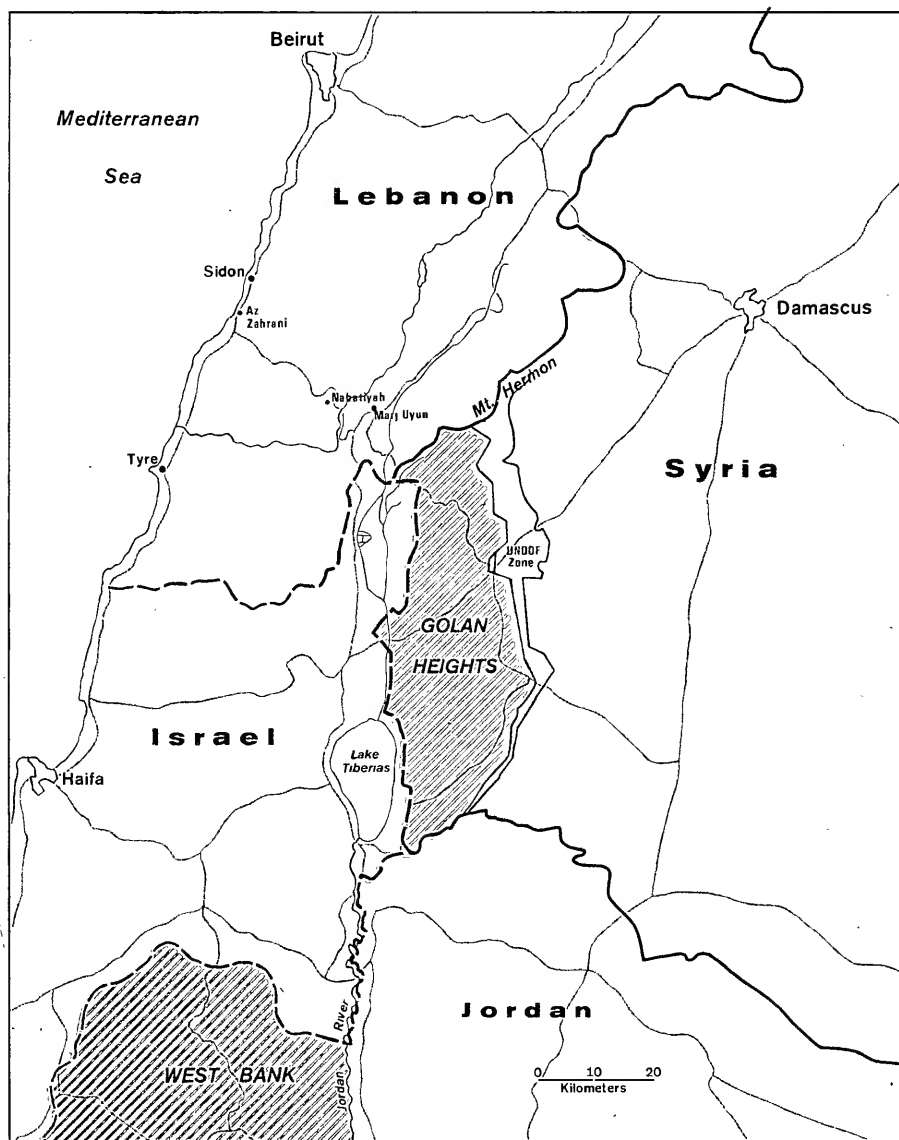 Beirut
Mediterranean
Sea
Lebanon
Sidon
Az
Zahrani
Damascus
Mt. Hermon
Nabatiyah
Marj Uyun
Tyre
Syria
UNDOF
Zone
GOLAN
HEIGHTS
Israel
Lake
Tiberias
Haifa
Jordan
River
Jordan
WEST BANK
0 10 20
Kilometers